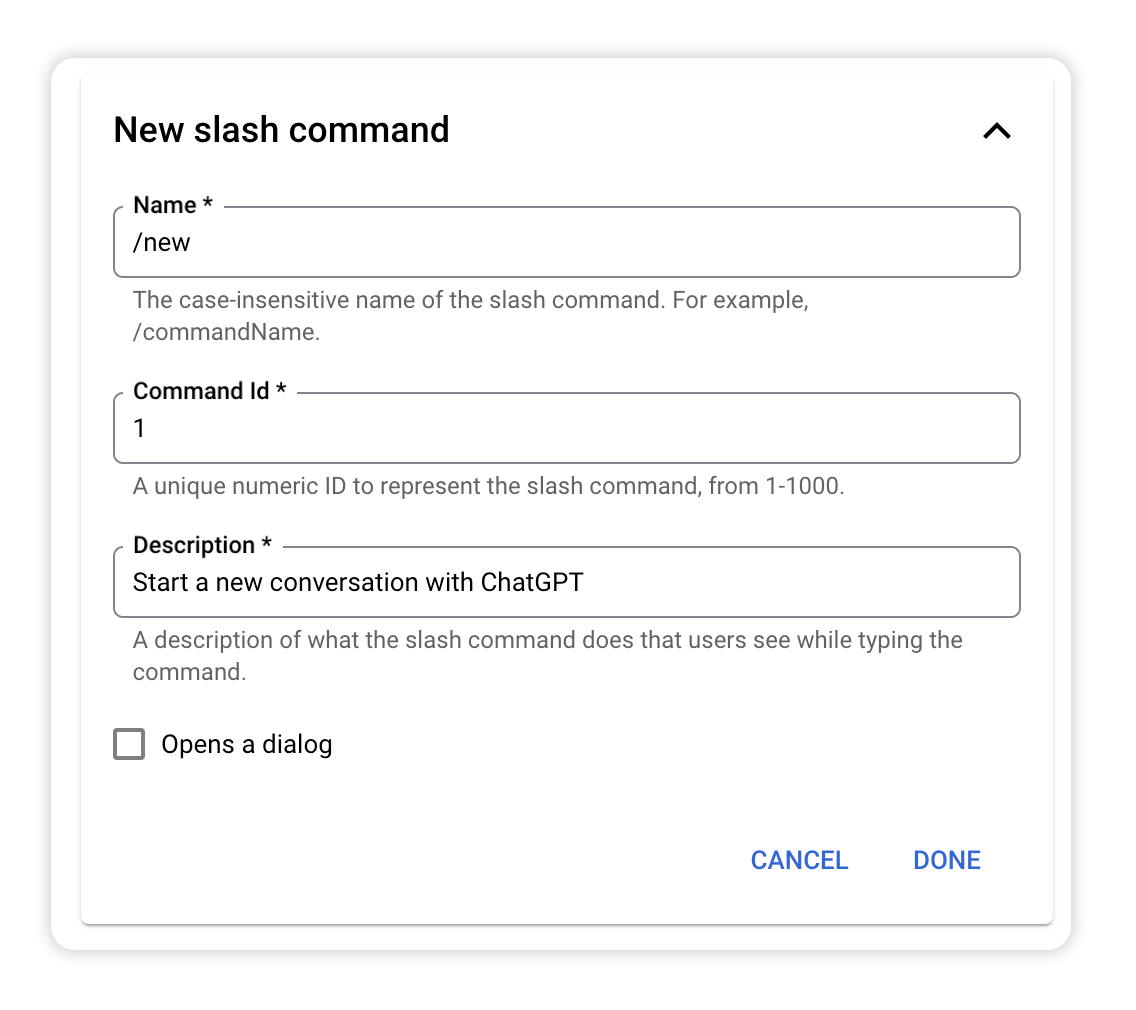 New slash command
Name *
/new
The case-insensitive name of the slash command. For example,
/commandName.
Command Id *
1
A unique numeric ID to represent the slash command, from 1-1000.
Description *
Start a new conversation with ChatGPT
A description of what the slash command does that users see while typing the
command.
Opens a dialog
CANCEL DONE